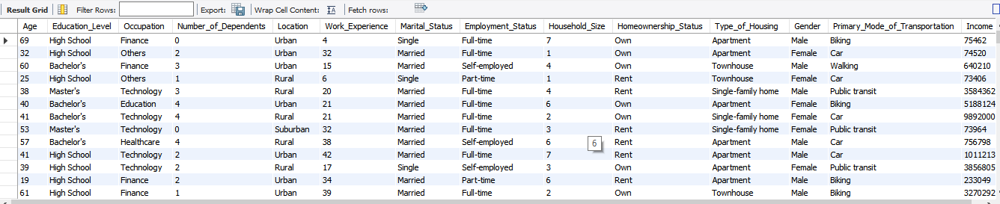 Result Grid Filter Rows: Export: Wrap Cell Content: IA Fetch rows:
Age Education_Level Occupation Number_of_Dependents Location Work_Experience Marital_Status Employment_Status Household_Size Homeownership_Status Type_of_Housing Gender Primary_Mode_of_Transportation Income
69 High School Finance 0 Urban 4 Single Full-time 7 Own Apartment Male Biking 75462
32 High School Others 2 Urban 32 Married Full-time 1 Own Apartment Female Car 74520
60 Bachelor's Finance 3 Urban 15 Married Self-employed 4 Own Townhouse Male Walking 640210
25 High School Others 1 Rural 6 Single Part-time 1 Rent Townhouse Female Car 73406
38 Master's Technology 3 Rural 20 Married Full-time 4 Rent Single-family home Male Public transit 3584362
40 Bachelor's Education 4 Urban 21 Married Full-time 6 Own Apartment Female Biking 5188124
41 Bachelor's Technology 4 Rural 21 Married Full-time 2 Own Single-family home Female Car 9892000
53 Master's Technology 0 Suburban 32 Married Full-time 3 Rent Single-family home Female Public transit 73964
57 Bachelor's Healthcare 4 Rural 38 Married Self-employed 6 6 Rent Apartment Male Car 756798
41 High School Technology 2 Urban 42 Married Full-time 7 Rent Apartment Male Car 1011213
39 High School Technology 2 Rural 17 Single Self-employed 3 Own Apartment Female Public transit 3856805
19 High School Finance 2 Urban 34 Married Part-time 6 Rent Apartment Male Biking 233049
61 High School Finance 1 Urban 39 Married Full-time 2 Own Townhouse Male Car 3270292